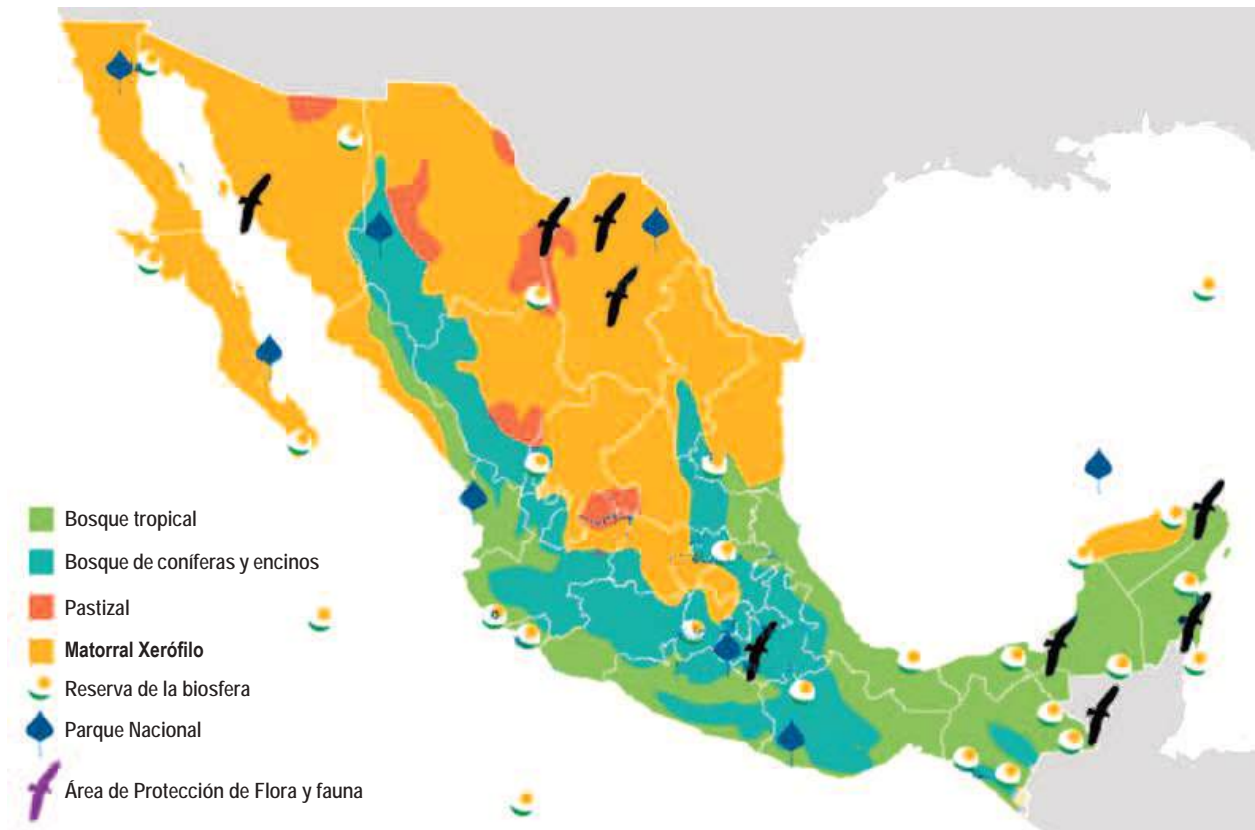 Bosque tropical
Bosque de coníferas y encinos
Pastizal
Matorral Xerófilo
Reserva de la biosfera
Parque Nacional
Área de Protección de Flora y fauna